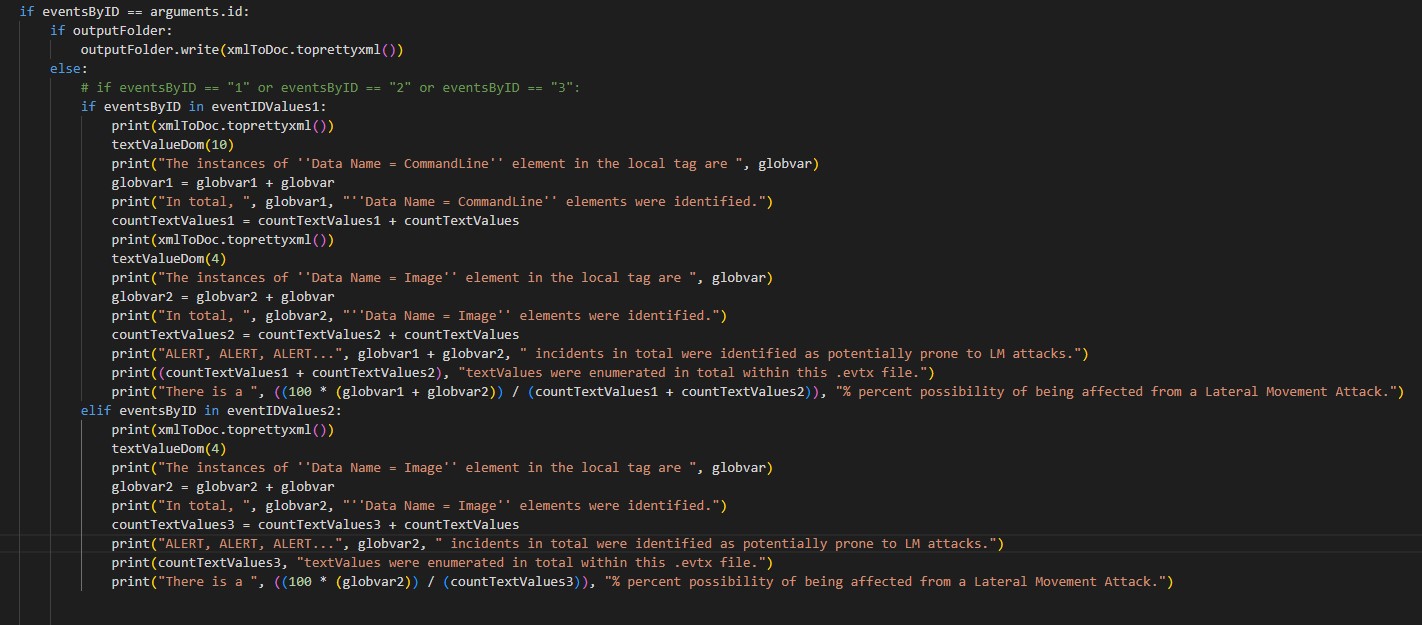 if eventsByID == arguments.id:
    if outputFolder:
        outputFolder.write(xmlToDoc.toprettyxml())
    else:
        # if eventsByID == "1" or eventsByID == "2" or eventsByID == "3":
        if eventsByID in eventIDValues1:
            print(xmlToDoc.toprettyxml())
            textValueDom(10)
            print("The instances of ''Data Name = CommandLine'' element in the local tag are ", globvar)
            globvar1 = globvar1 + globvar
            print("In total, ", globvar1, "''Data Name = CommandLine'' elements were identified.")
            countTextValues1 = countTextValues1 + countTextValues
            print(xmlToDoc.toprettyxml())
            textValueDom(4)
            print("The instances of ''Data Name = Image'' element in the local tag are ", globvar)
            globvar2 = globvar2 + globvar
            print("In total, ", globvar2, "''Data Name = Image'' elements were identified.")
            countTextValues2 = countTextValues2 + countTextValues
            print("ALERT, ALERT, ALERT...", globvar1 + globvar2, " incidents in total were identified as potentially prone to LM attacks.")
            print((countTextValues1 + countTextValues2), "textValues were enumerated in total within this .evtx file.")
            print("There is a ", ((100 * (globvar1 + globvar2)) / (countTextValues1 + countTextValues2)), "% percent possibility of being affected from a Lateral Movement Attack.")
        elif eventsByID in eventIDValues2:
            print(xmlToDoc.toprettyxml())
            textValueDom(4)
            print("The instances of ''Data Name = Image'' element in the local tag are ", globvar)
            globvar2 = globvar2 + globvar
            print("In total, ", globvar2, "''Data Name = Image'' elements were identified.")
            countTextValues3 = countTextValues3 + countTextValues
            print("ALERT, ALERT, ALERT...", globvar2, " incidents in total were identified as potentially prone to LM attacks.")
            print(countTextValues3, "textValues were enumerated in total within this .evtx file.")
            print("There is a ", ((100 * (globvar2)) / (countTextValues3)), "% percent possibility of being affected from a Lateral Movement Attack.")